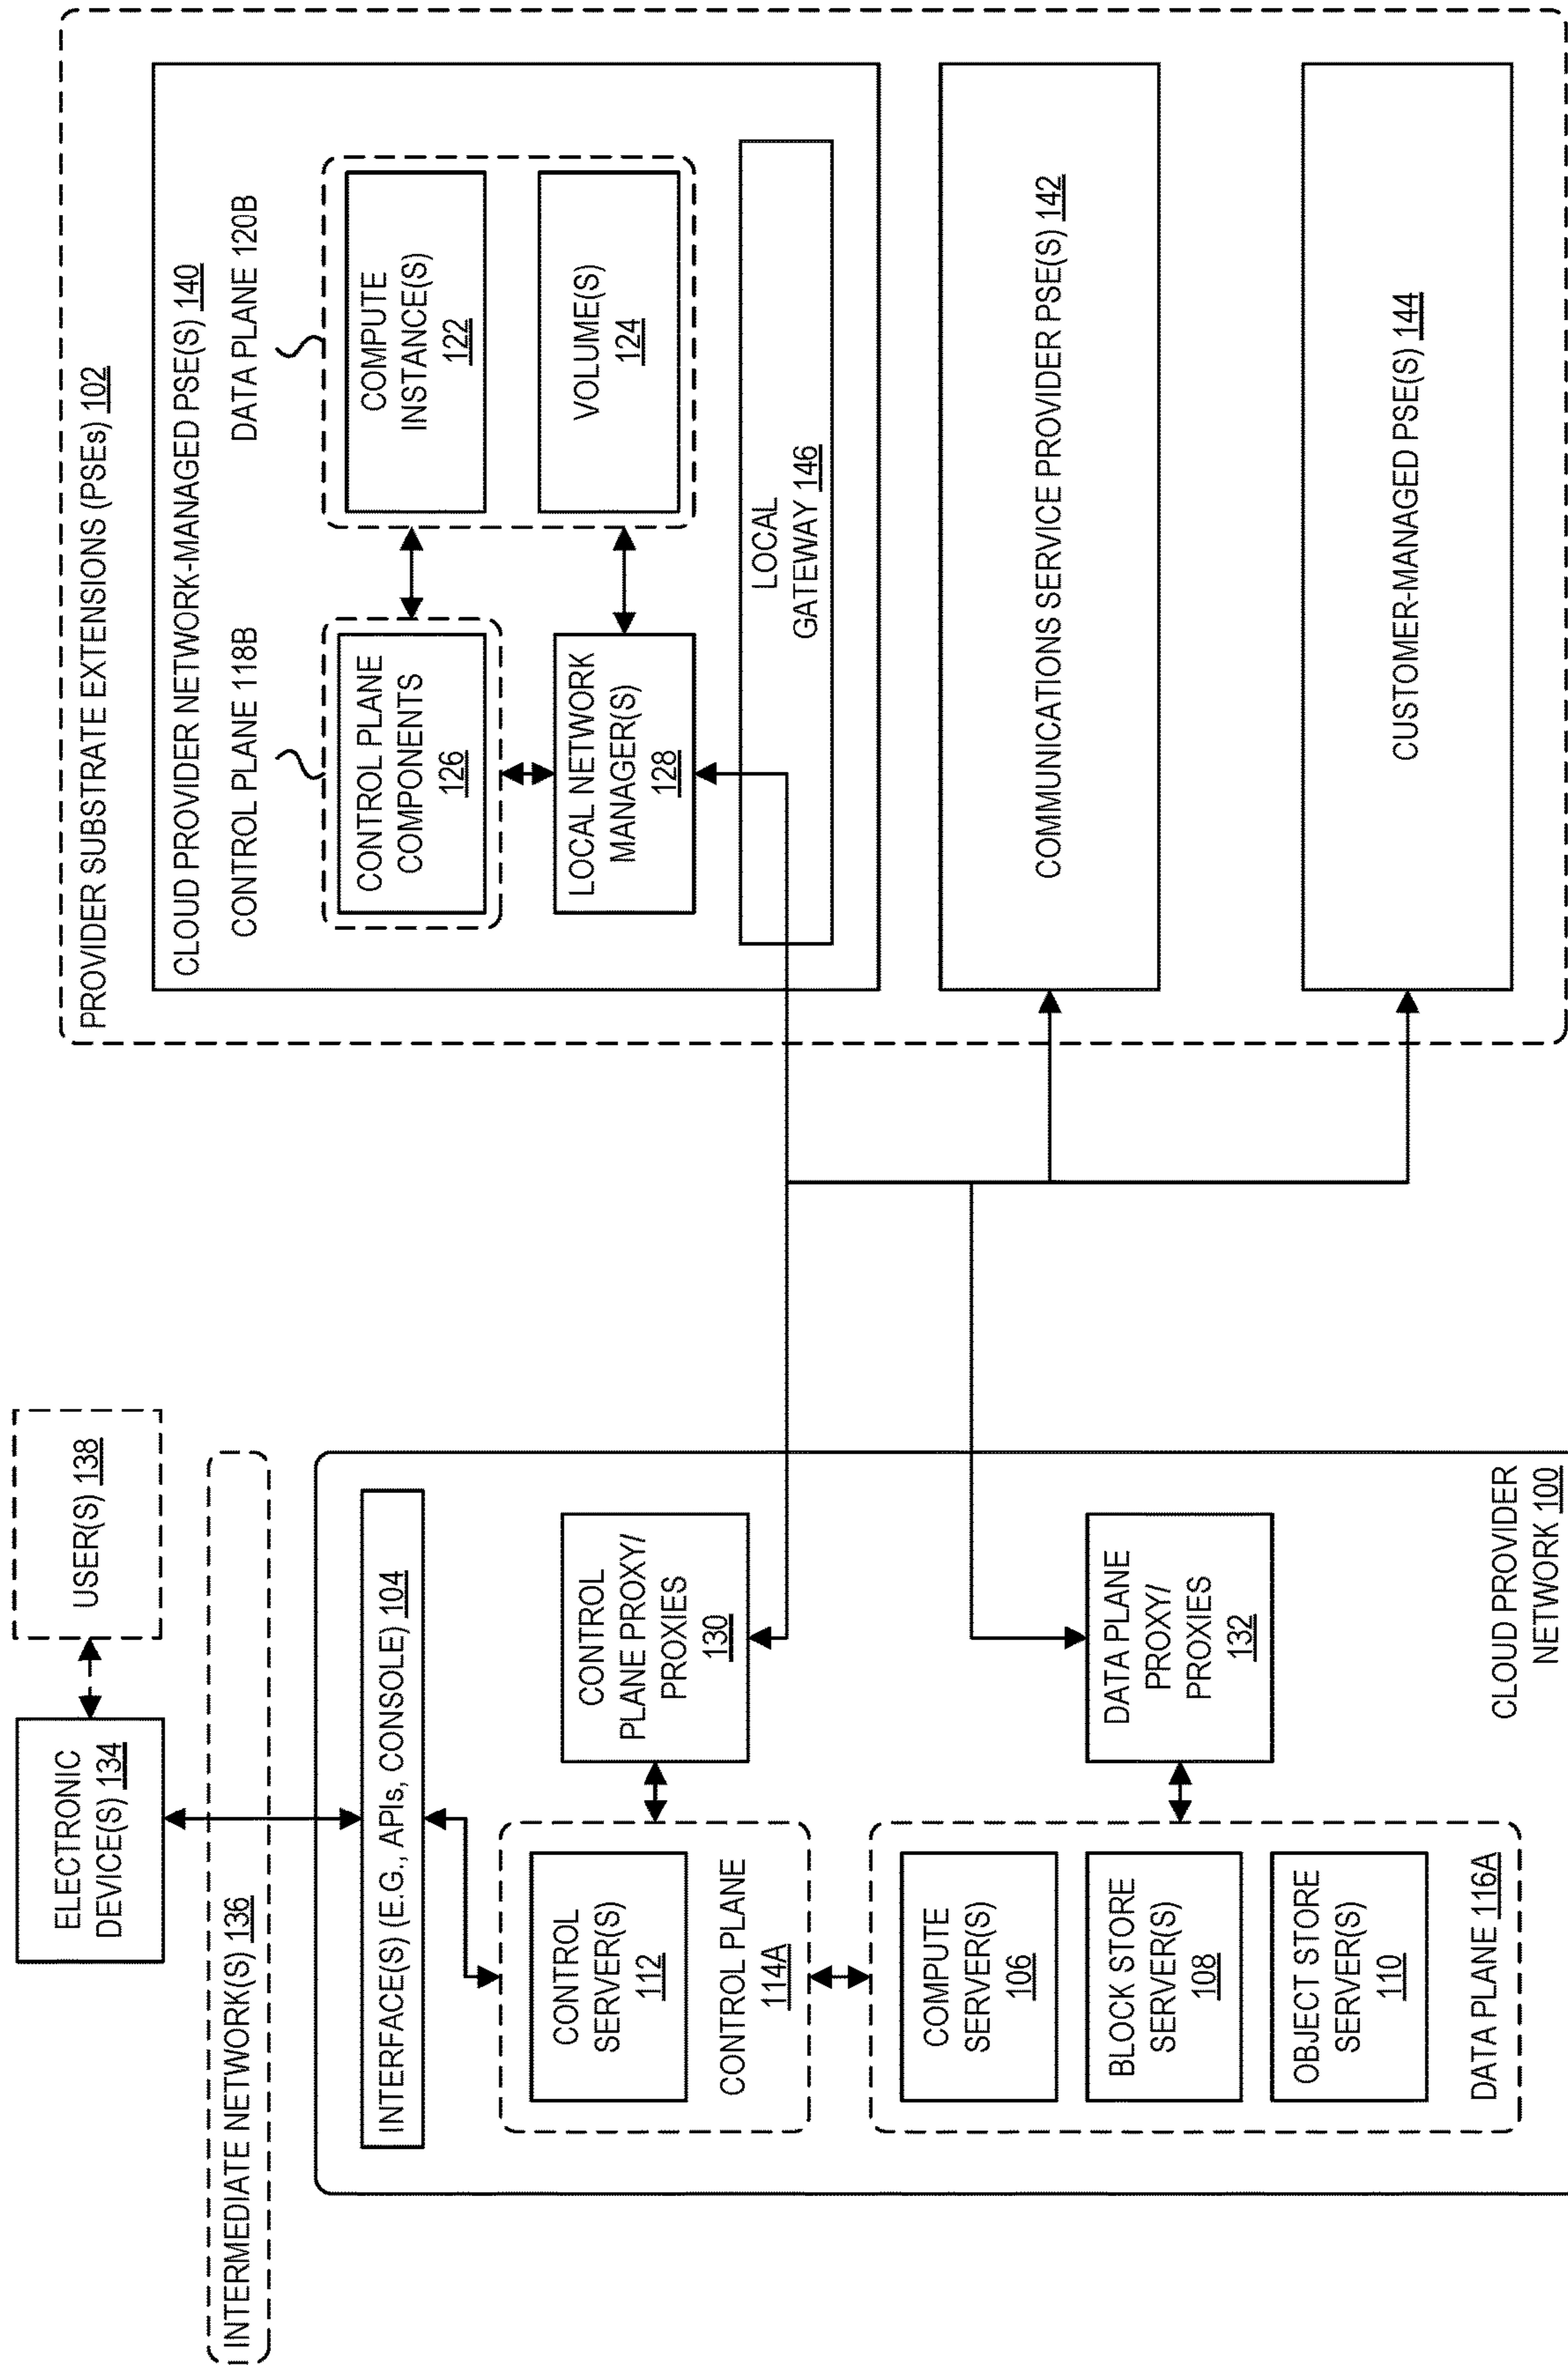 ELECTRONIC
DEVICE(S) 134
USER(S) 138
INTERMEDIATE NETWORK(S) 136
INTERFACE(S) (E.G., APIs, CONSOLE) 104
CONTROL
SERVER(S)
112
CONTROL PLANE
114A
CONTROL
PLANE PROXY/
PROXIES
130
COMPUTE
SERVER(S)
106
BLOCK STORE
SERVER(S)
108
OBJECT STORE
SERVER(S)
110
DATA PLANE 116A
DATA PLANE
PROXY/
PROXIES
132
CLOUD PROVIDER
NETWORK 100
PROVIDER SUBSTRATE EXTENSIONS (PSEs) 102
CLOUD PROVIDER NETWORK-MANAGED PSE(S) 140
CONTROL PLANE 118B
DATA PLANE 120B
CONTROL PLANE
COMPONENTS
126
COMPUTE
INSTANCE(S)
122
LOCAL NETWORK
MANAGER(S)
128
VOLUME(S)
124
LOCAL
GATEWAY 146
COMMUNICATIONS SERVICE PROVIDER PSE(S) 142
CUSTOMER-MANAGED PSE(S) 144